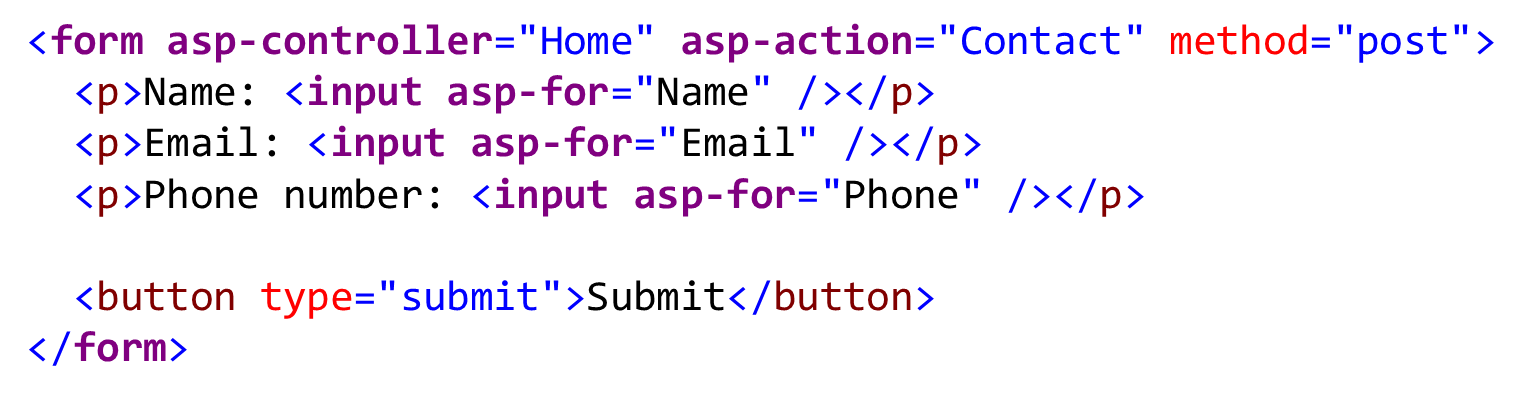 <form asp-controller="Home" asp-action="Contact" method="post">
<p>Name: <input asp-for="Name" /></p>
<p>Email: <input asp-for="Email" /></p>
<p>Phone number: <input asp-for="Phone" /></p>
<button type="submit">Submit</button>
</form>